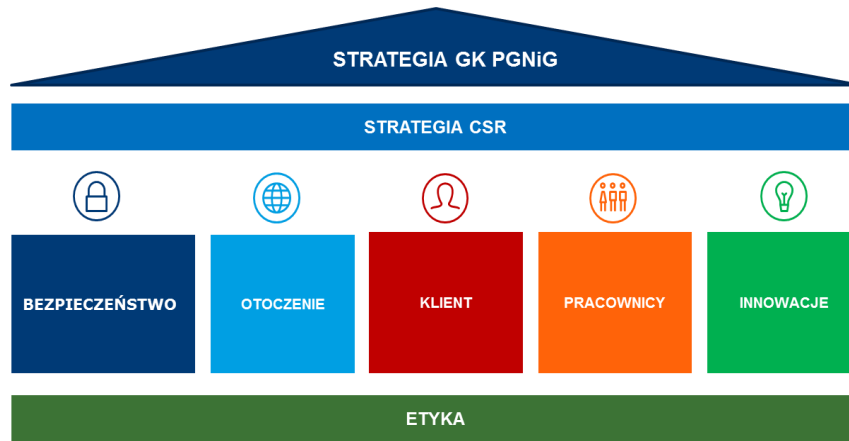 STRATEGIA GK PGNiG
STRATEGIA CSR
BEZPIECZEŃSTWO
OTOCZENIE
KLIENT
PRACOWNICY
INNOWACJE
ETYKA